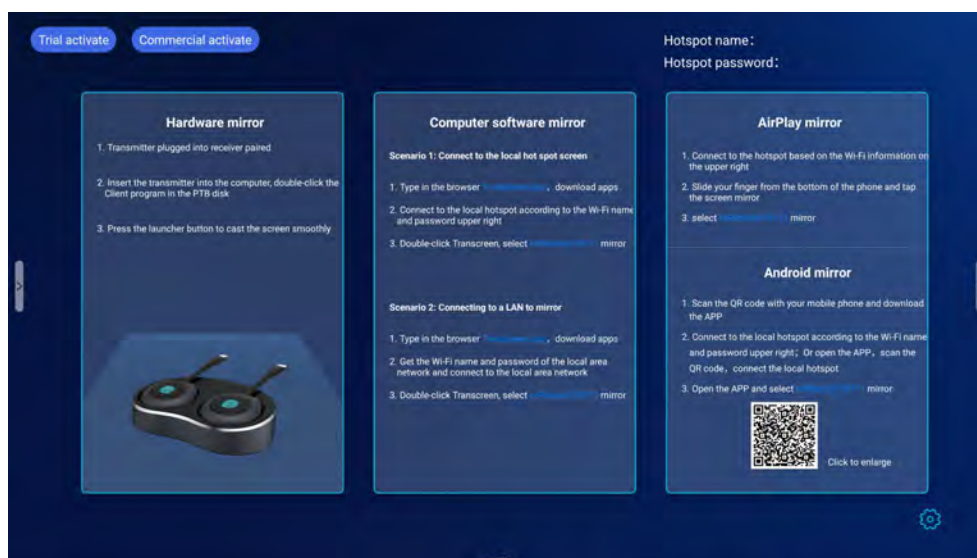 Trial activate
Commercial activate
Hotspot name：
Hotspot password：
Hardware mirror
1. Transmitter plugged into receiver paired
2. Insert the transmitter into the computer, double-click the
Client program in the PTB disk
3. Press the launcher button to cast the screen smoothly
Computer software mirror
Scenario 1: Connect to the local hot spot screen
1. Type in the browser ，download apps
2. Connect to the local hotspot according to the Wi-Fi name
and password upper right
3. Double-click Transcreen, select mirror
Scenario 2: Connecting to a LAN to mirror
1. Type in the browser ，download apps
2. Get the Wi-Fi name and password of the local area
network and connect to the local area network
3. Double-click Transcreen, select mirror
AirPlay mirror
1. Connect to the hotspot based on the Wi-Fi information on
the upper right
2. Slide your finger from the bottom of the phone and tap
the screen mirror
3. select mirror
Android mirror
1. Scan the QR code with your mobile phone and download
the APP
2. Connect to the local hotspot according to the Wi-Fi name
and password upper right；Or open the APP，scan the
QR code，connect the local hotspot
3. Open the APP and select mirror
Click to enlarge